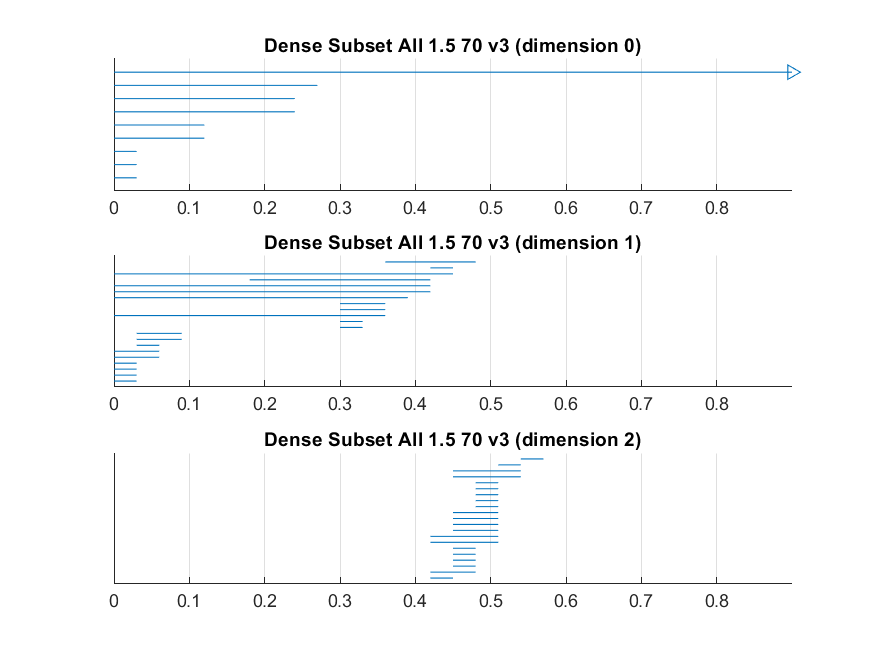 Dense Subset All 1.5 70 v3 (dimension 0)
0 0.1 0.2 0.3 0.4 0.5 0.6 0.7 0.8
Dense Subset All 1.5 70 v3 (dimension 1)
0 0.1 0.2 0.3 0.4 0.5 0.6 0.7 0.8
Dense Subset All 1.5 70 v3 (dimension 2)
0 0.1 0.2 0.3 0.4 0.5 0.6 0.7 0.8